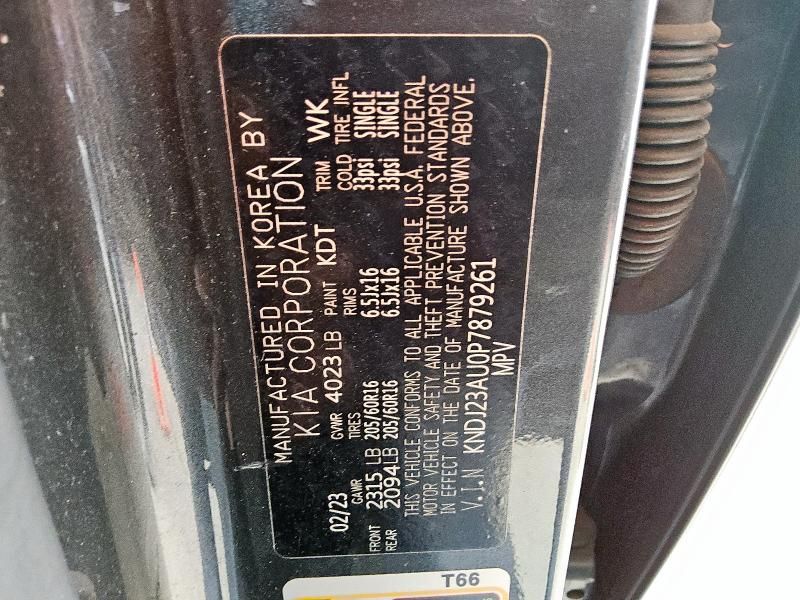 MANUFACTURED IN KOREA BY
KIA CORPORATION
02/23 GVWR 4023 LB PAINT KDT TRIM WK
GAWR TIRES RIMS COLD TIRE INFL
FRONT 2315 LB 205/60R16 6.5Jx16 33psi SINGLE
REAR 2094LB 205/60R16 6.5Jx16 33psi SINGLE
THIS VEHICLE CONFORMS TO ALL APPLICABLE U.S.A. FEDERAL
MOTOR VEHICLE SAFETY AND THEFT PREVENTION STANDARDS
IN EFFECT ON THE DATE OF MANUFACTURE SHOWN ABOVE.
V.I.N KNDJ23AU0P7879261
MPV
T66